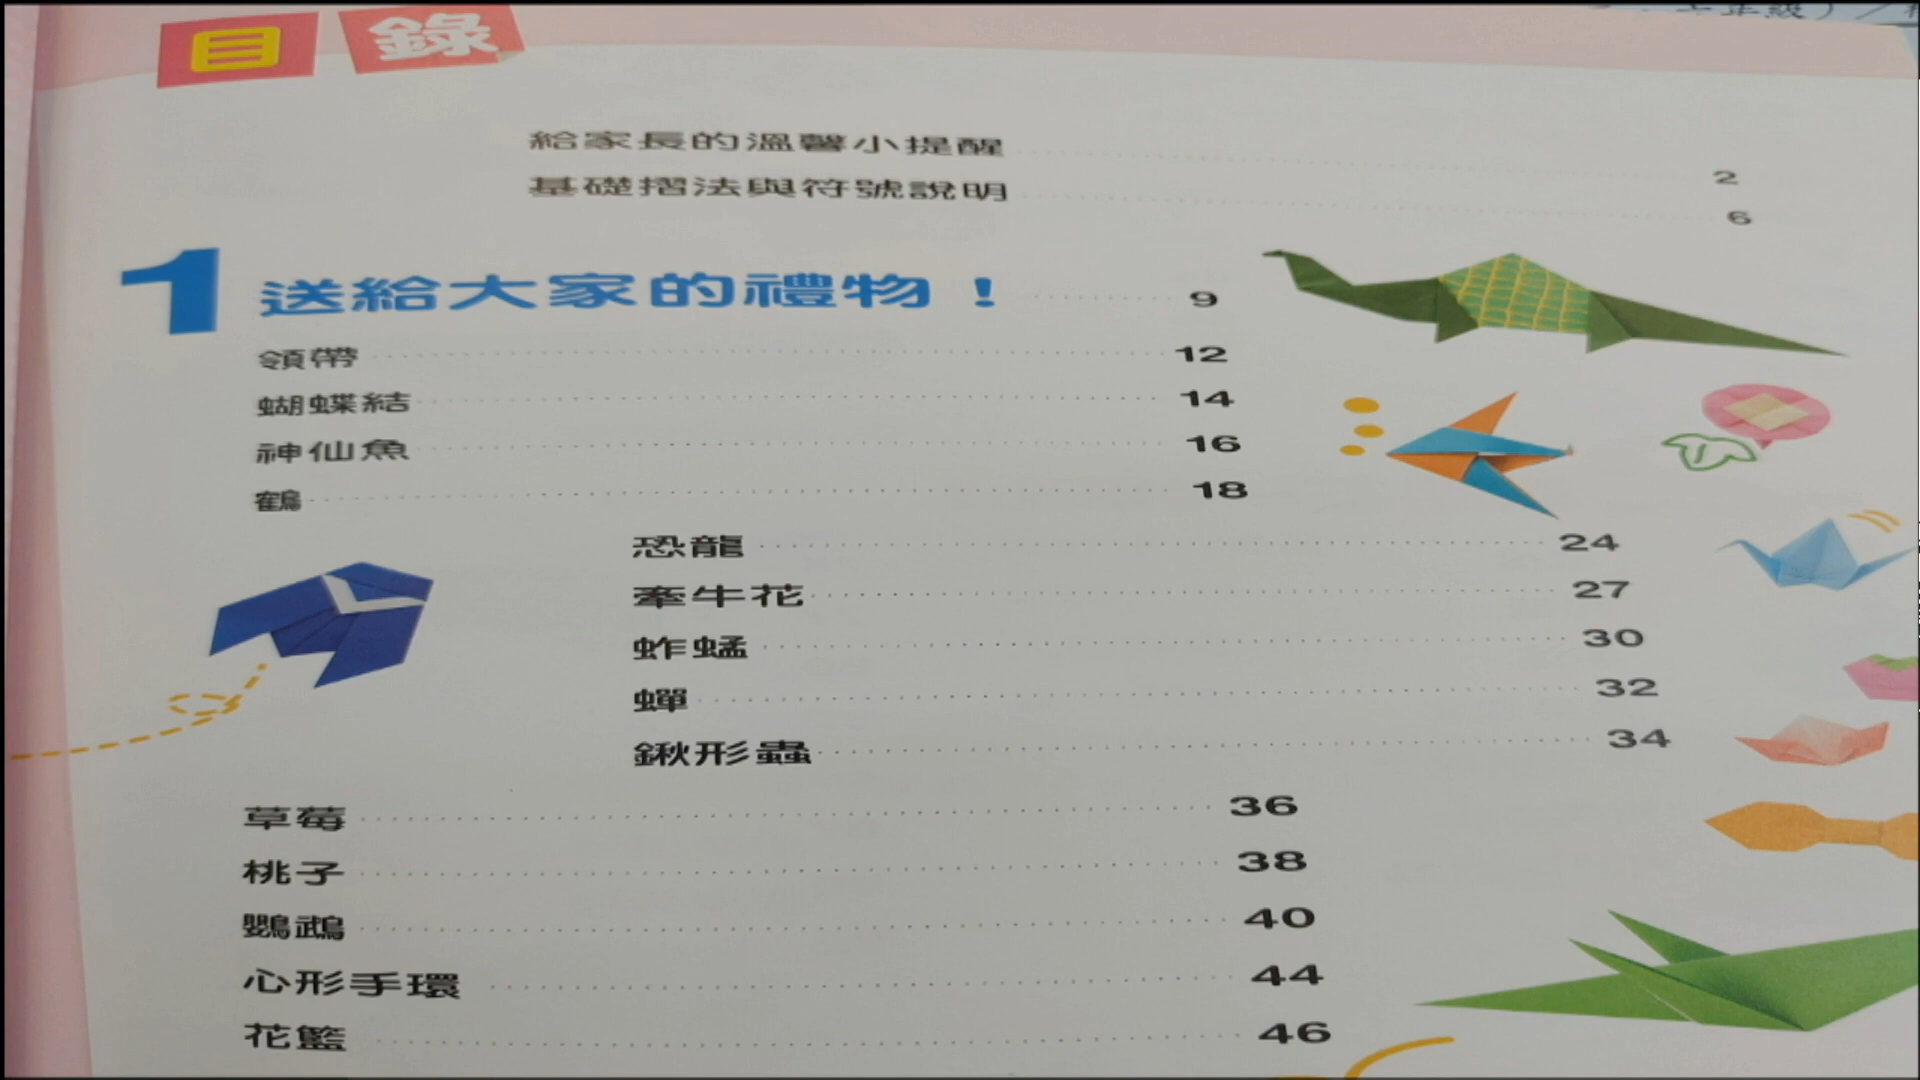 目錄
給家長的溫馨小提醒 2
基礎摺法與符號說明 6
1 送給大家的禮物！ 9
領帶 12
蝴蝶結 14
神仙魚 16
鶴 18
恐龍 24
牽牛花 27
蚱蜢 30
蟬 32
鍬形蟲 34
草莓 36
桃子 38
鸚鵡 40
心形手環 44
花籃 46